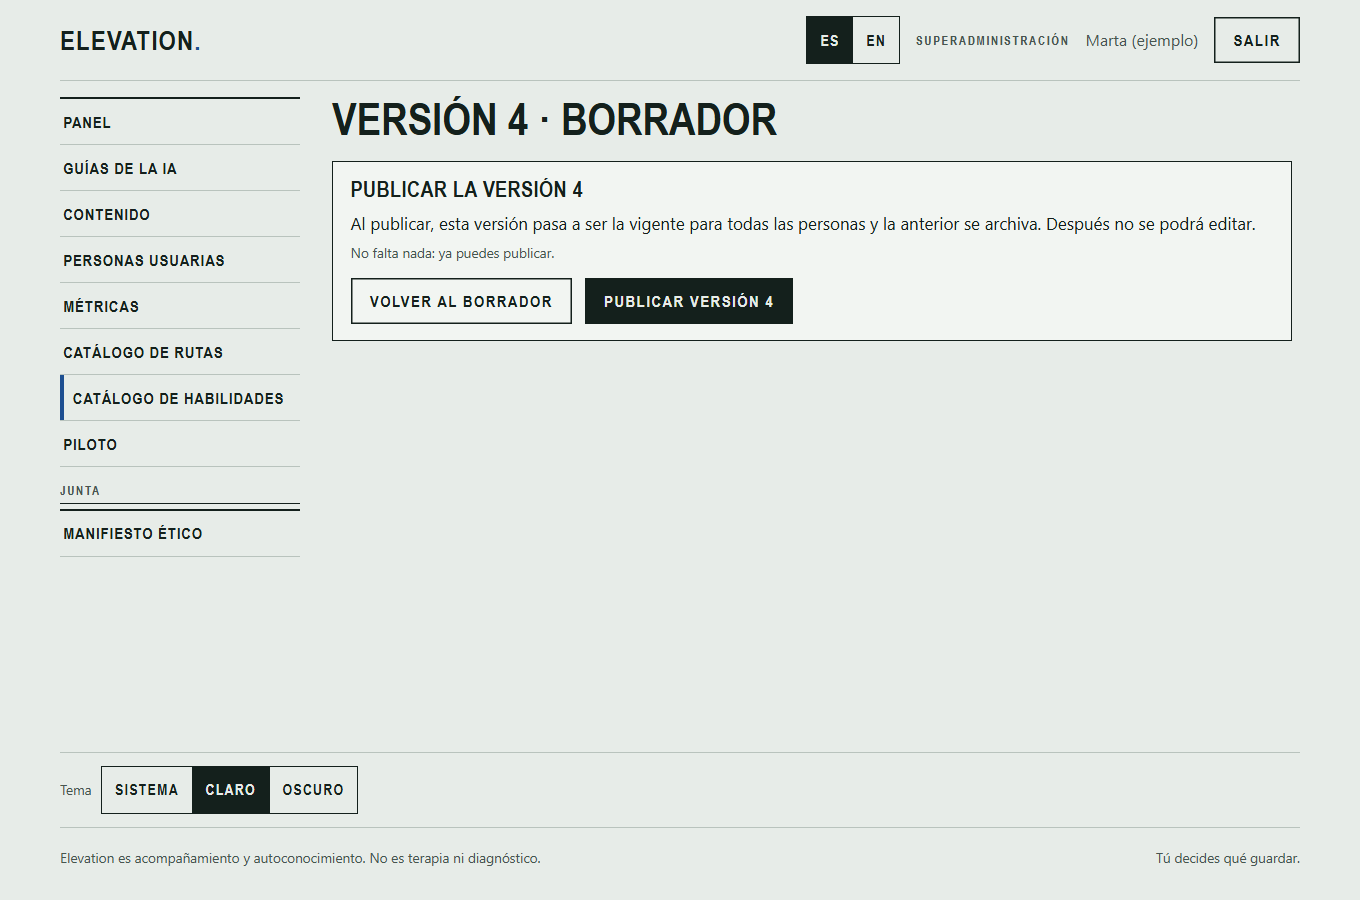 ELEVATION.
ES EN SUPERADMINISTRACIÓN Marta (ejemplo) SALIR
PANEL
GUÍAS DE LA IA
CONTENIDO
PERSONAS USUARIAS
MÉTRICAS
CATÁLOGO DE RUTAS
CATÁLOGO DE HABILIDADES
PILOTO
JUNTA
MANIFIESTO ÉTICO
VERSIÓN 4 · BORRADOR
PUBLICAR LA VERSIÓN 4
Al publicar, esta versión pasa a ser la vigente para todas las personas y la anterior se archiva. Después no se podrá editar.
No falta nada: ya puedes publicar.
VOLVER AL BORRADOR PUBLICAR VERSIÓN 4
Tema SISTEMA CLARO OSCURO
Elevation es acompañamiento y autoconocimiento. No es terapia ni diagnóstico.
Tú decides qué guardar.